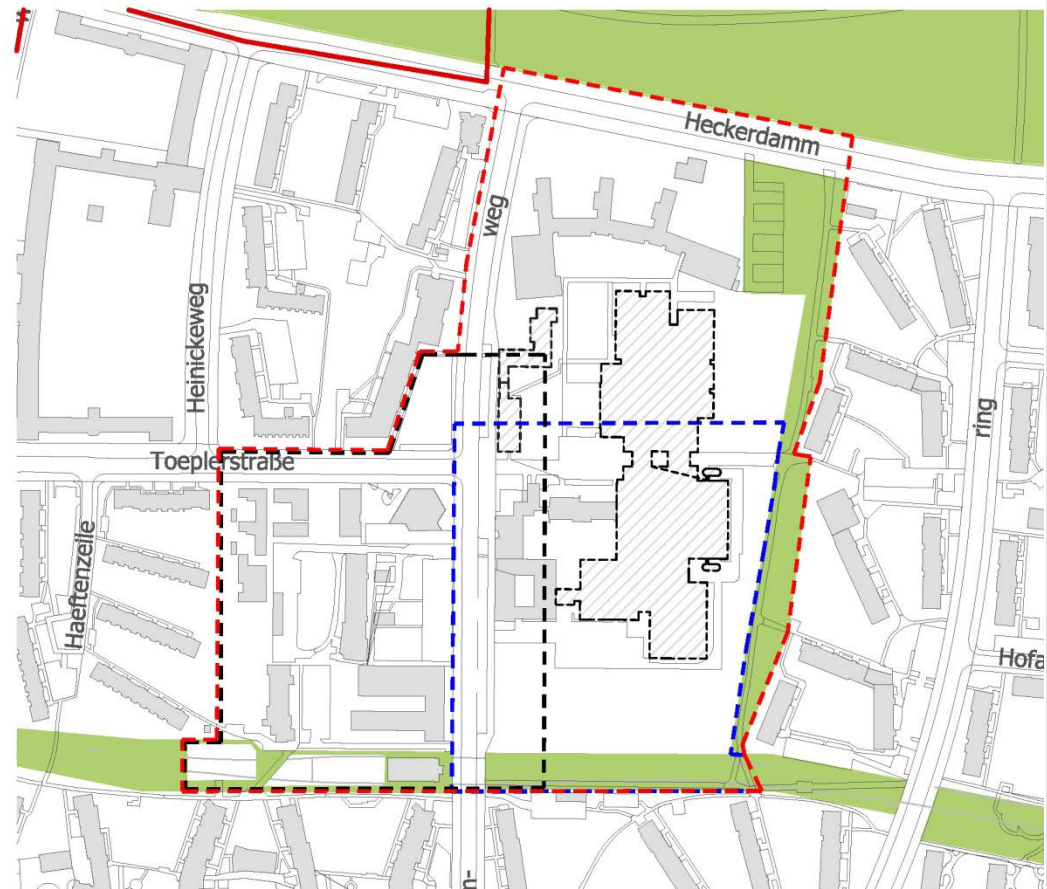 Heckerdamm
weg
Heinickeweg
Toeplerstraße
ring
Haeftenzeile
Hofa
n-